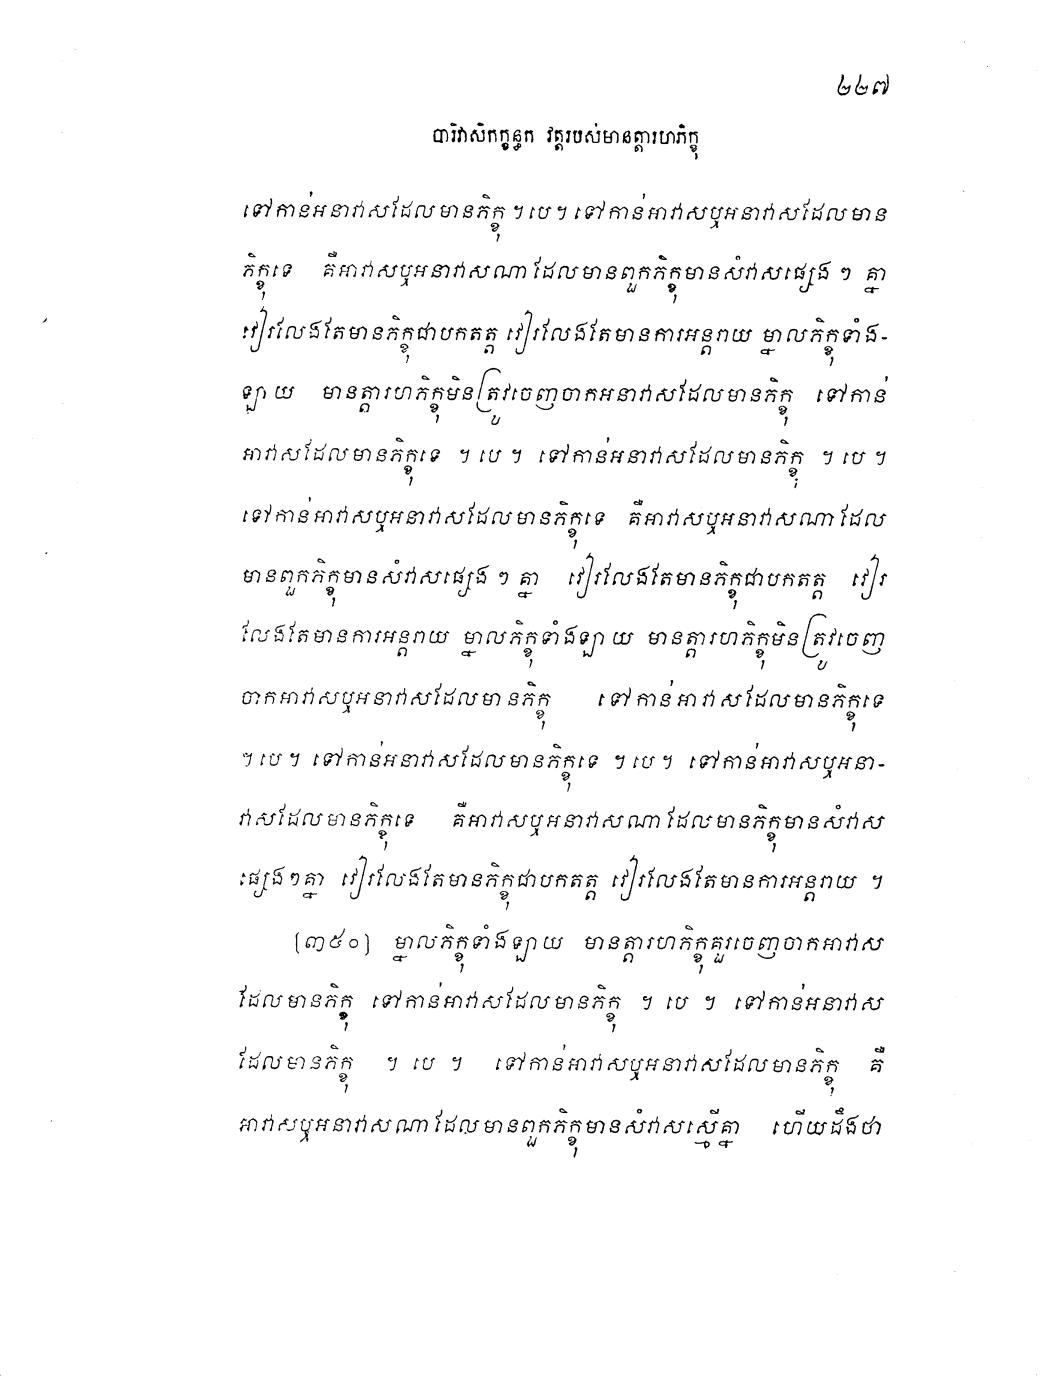 ២២៧
បារិវាសិកក្ខន្ធក វត្តរបស់មានត្តារហភិក្ខុ
ទៅកាន់អនាវាសដែលមានភិក្ខុ ។ បេ ។ ទៅកាន់អាវាសឬអនាវាសដែលមាន
ភិក្ខុទេ គឺអាវាសឬអនាវាសណា ដែលមានពួកភិក្ខុមានសំវាសផ្សេង ៗ គ្នា
វៀរលែងតែមានភិក្ខុជាបកតត្ត វៀរលែងតែមានការអន្តរាយ ម្នាលភិក្ខុទាំង-
ឡាយ មានត្តារហភិក្ខុមិនត្រូវចេញចាកអនាវាសដែលមានភិក្ខុ ទៅកាន់
អាវាសដែលមានភិក្ខុទេ ។ បេ ។ ទៅកាន់អនាវាសដែលមានភិក្ខុ ។ បេ ។
ទៅកាន់អាវាសឬអនាវាសដែលមានភិក្ខុទេ គឺអាវាសឬអនាវាសណា ដែល
មានពួកភិក្ខុមានសំវាសផ្សេង ៗ គ្នា វៀរលែងតែមានភិក្ខុជាបកតត្ត វៀរ
លែងតែមានការអន្តរាយ ម្នាលភិក្ខុទាំងឡាយ មានត្តារហភិក្ខុមិនត្រូវចេញ
ចាកអាវាសឬអនាវាសដែលមានភិក្ខុ ទៅកាន់អាវាសដែលមានភិក្ខុទេ
។ បេ ។ ទៅកាន់អនាវាសដែលមានភិក្ខុទេ ។ បេ ។ ទៅកាន់អាវាសឬអនា-
វាសដែលមានភិក្ខុទេ គឺអាវាសឬអនាវាសណា ដែលមានភិក្ខុមានសំវាស
ផ្សេង ៗ គ្នា វៀរលែងតែមានភិក្ខុជាបកតត្ត វៀរលែងតែមានការអន្តរាយ ។
[៣៥០] ម្នាលភិក្ខុទាំងឡាយ មានត្តារហភិក្ខុគួរចេញចាកអាវាស
ដែលមានភិក្ខុ ទៅកាន់អាវាសដែលមានភិក្ខុ ។ បេ ។ ទៅកាន់អនាវាស
ដែលមានភិក្ខុ ។ បេ ។ ទៅកាន់អាវាសឬអនាវាសដែលមានភិក្ខុ គឺ
អាវាសឬអនាវាសណា ដែលមានពួកភិក្ខុមានសំវាសស្មើគ្នា ហើយដឹងថា